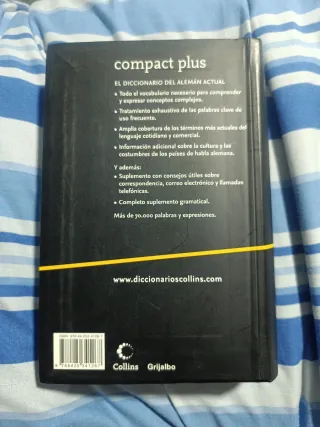 compact plus
EL DICCIONARIO DEL ALEMÁN ACTUAL
• Todo el vocabulario necesario para comprender
y expresar conceptos complejos.
• Tratamiento exhaustivo de las palabras clave de
uso frecuente.
• Amplia cobertura de los términos más actuales del
lenguaje cotidiano y comercial.
• Información adicional sobre la cultura y las
costumbres de los países de habla alemana.
Y además:
• Suplemento con consejos útiles sobre
correspondencia, correo electrónico y llamadas
telefónicas.
• Completo suplemento gramatical.
Más de 70.000 palabras y expresiones.
www.diccionarioscollins.com
Collins
Grijalbo